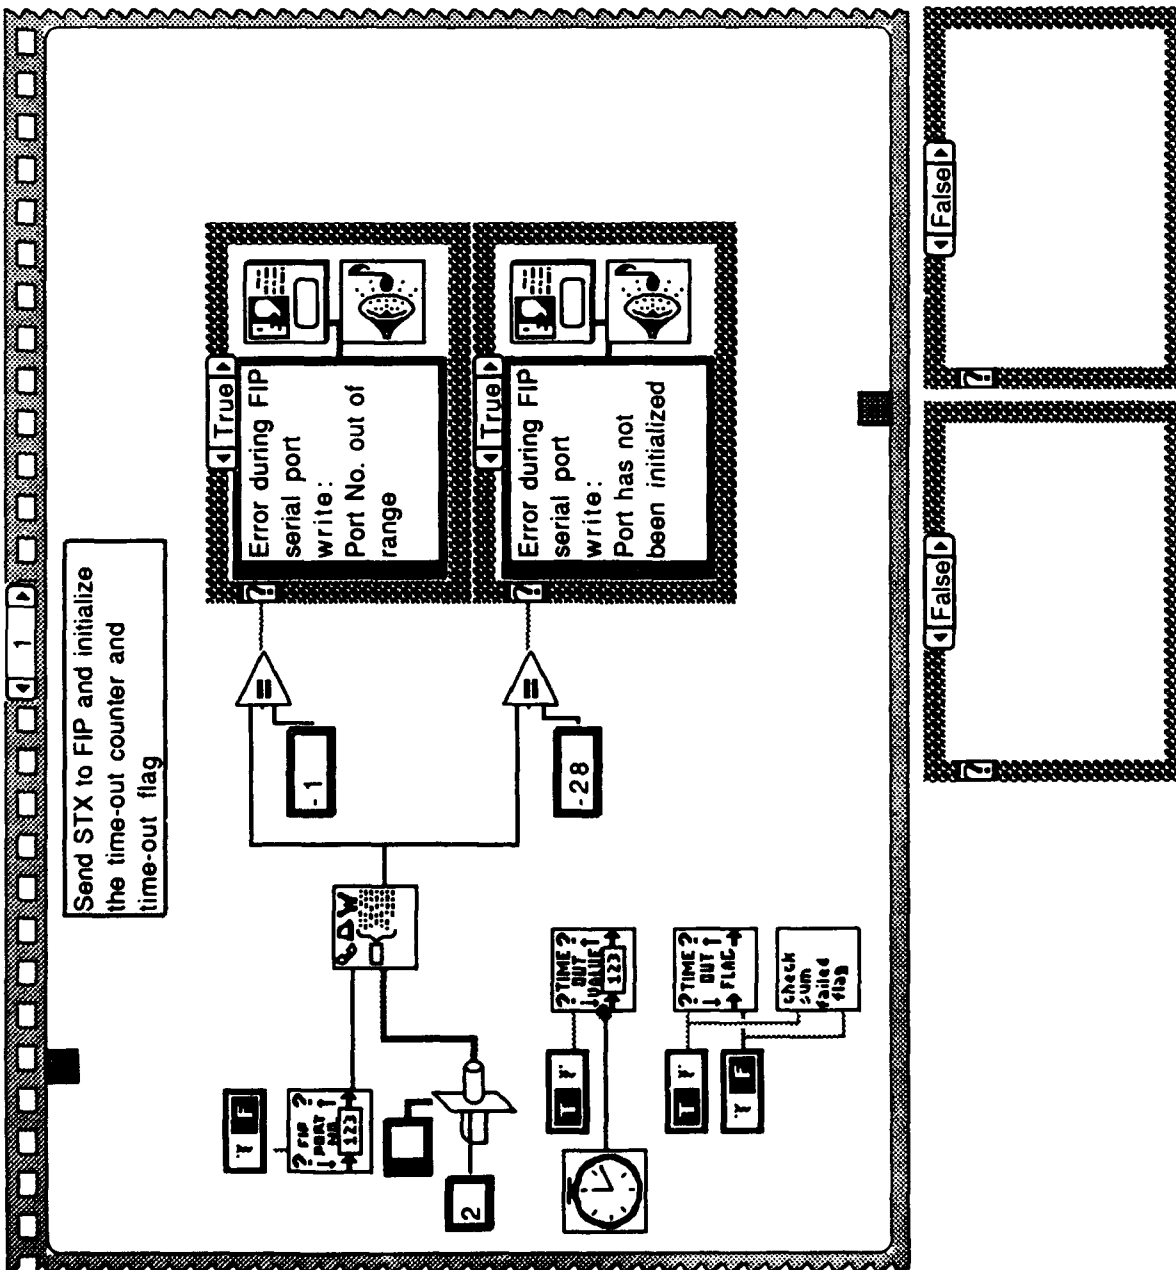 1
Send STX to FIP and initialize
the time-out counter and
time-out flag
True
Error during FIP
serial port
write:
Port No. out of
range
-1
True
Error during FIP
serial port
write:
Port has not
been initialized
-28
W
F
? FIP ?
PORT
NR
123
2
T F
? TIME ?
OUT
VALUE
123
T F
F
? TIME ?
OUT
FLAG
check
sum
failed
flag
?
?
False
?
False
?